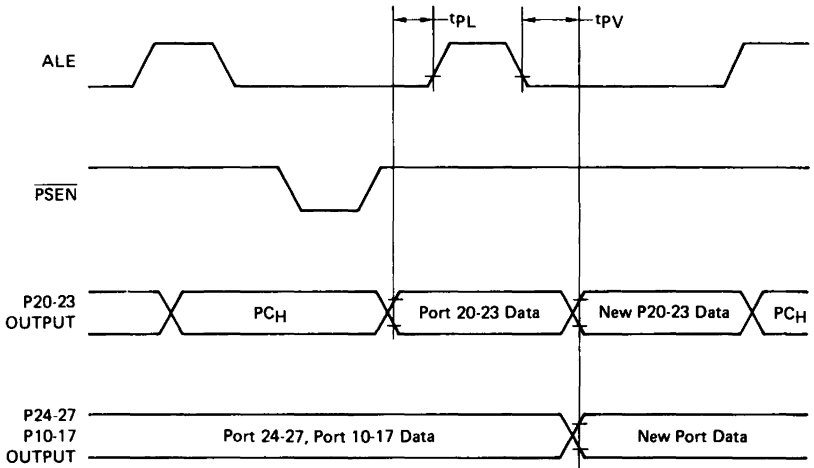 tPL
tPV
ALE
PSEN
P20-23
OUTPUT
PCH
Port 20-23 Data
New P20-23 Data
PCH
P24-27
P10-17
OUTPUT
Port 24-27, Port 10-17 Data
New Port Data